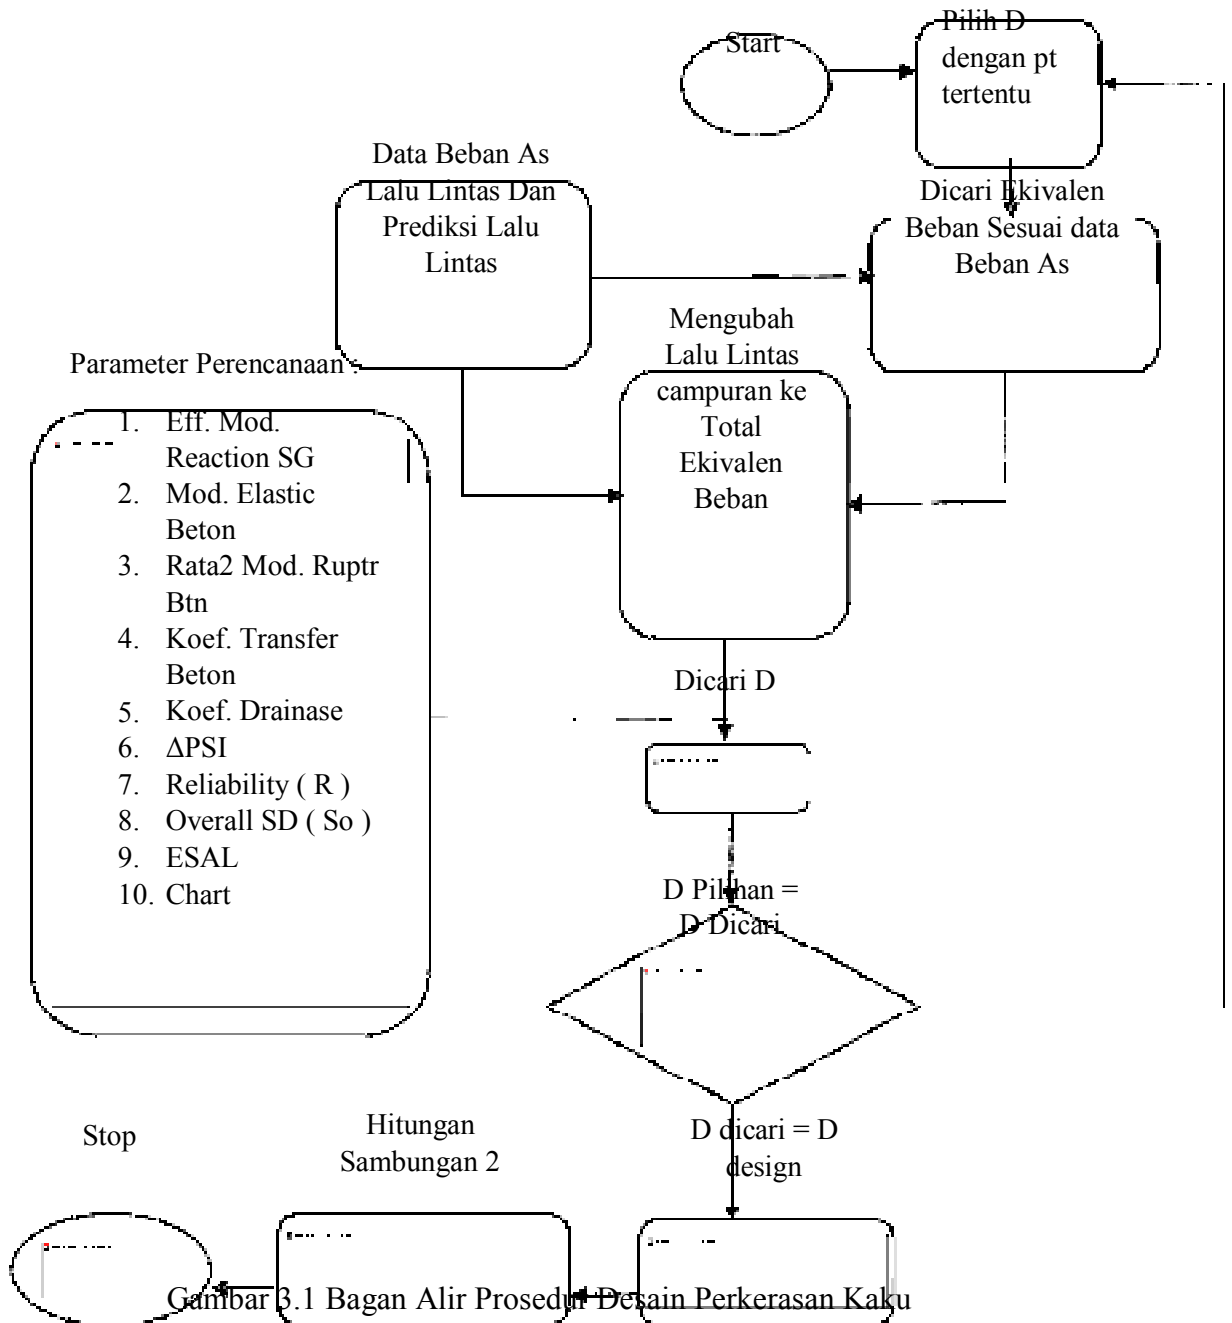 Start
Pilih D
dengan pt
tertentu
Data Beban As
Lalu Lintas Dan
Prediksi Lalu
Lintas
Dicari Ekivalen
Beban Sesuai data
Beban As
Mengubah
Lalu Lintas
campuran ke
Total
Ekivalen
Beban
Parameter Perencanaan :
1. Eff. Mod.
Reaction SG
2. Mod. Elastic
Beton
3. Rata2 Mod. Ruptr
Btn
4. Koef. Transfer
Beton
5. Koef. Drainase
6. ΔPSI
7. Reliability ( R )
8. Overall SD ( So )
9. ESAL
10. Chart
Dicari D
D Pilihan =
D Dicari
D dicari = D
design
Hitungan
Sambungan 2
Stop
Gambar 3.1 Bagan Alir Prosedur Desain Perkerasan Kaku